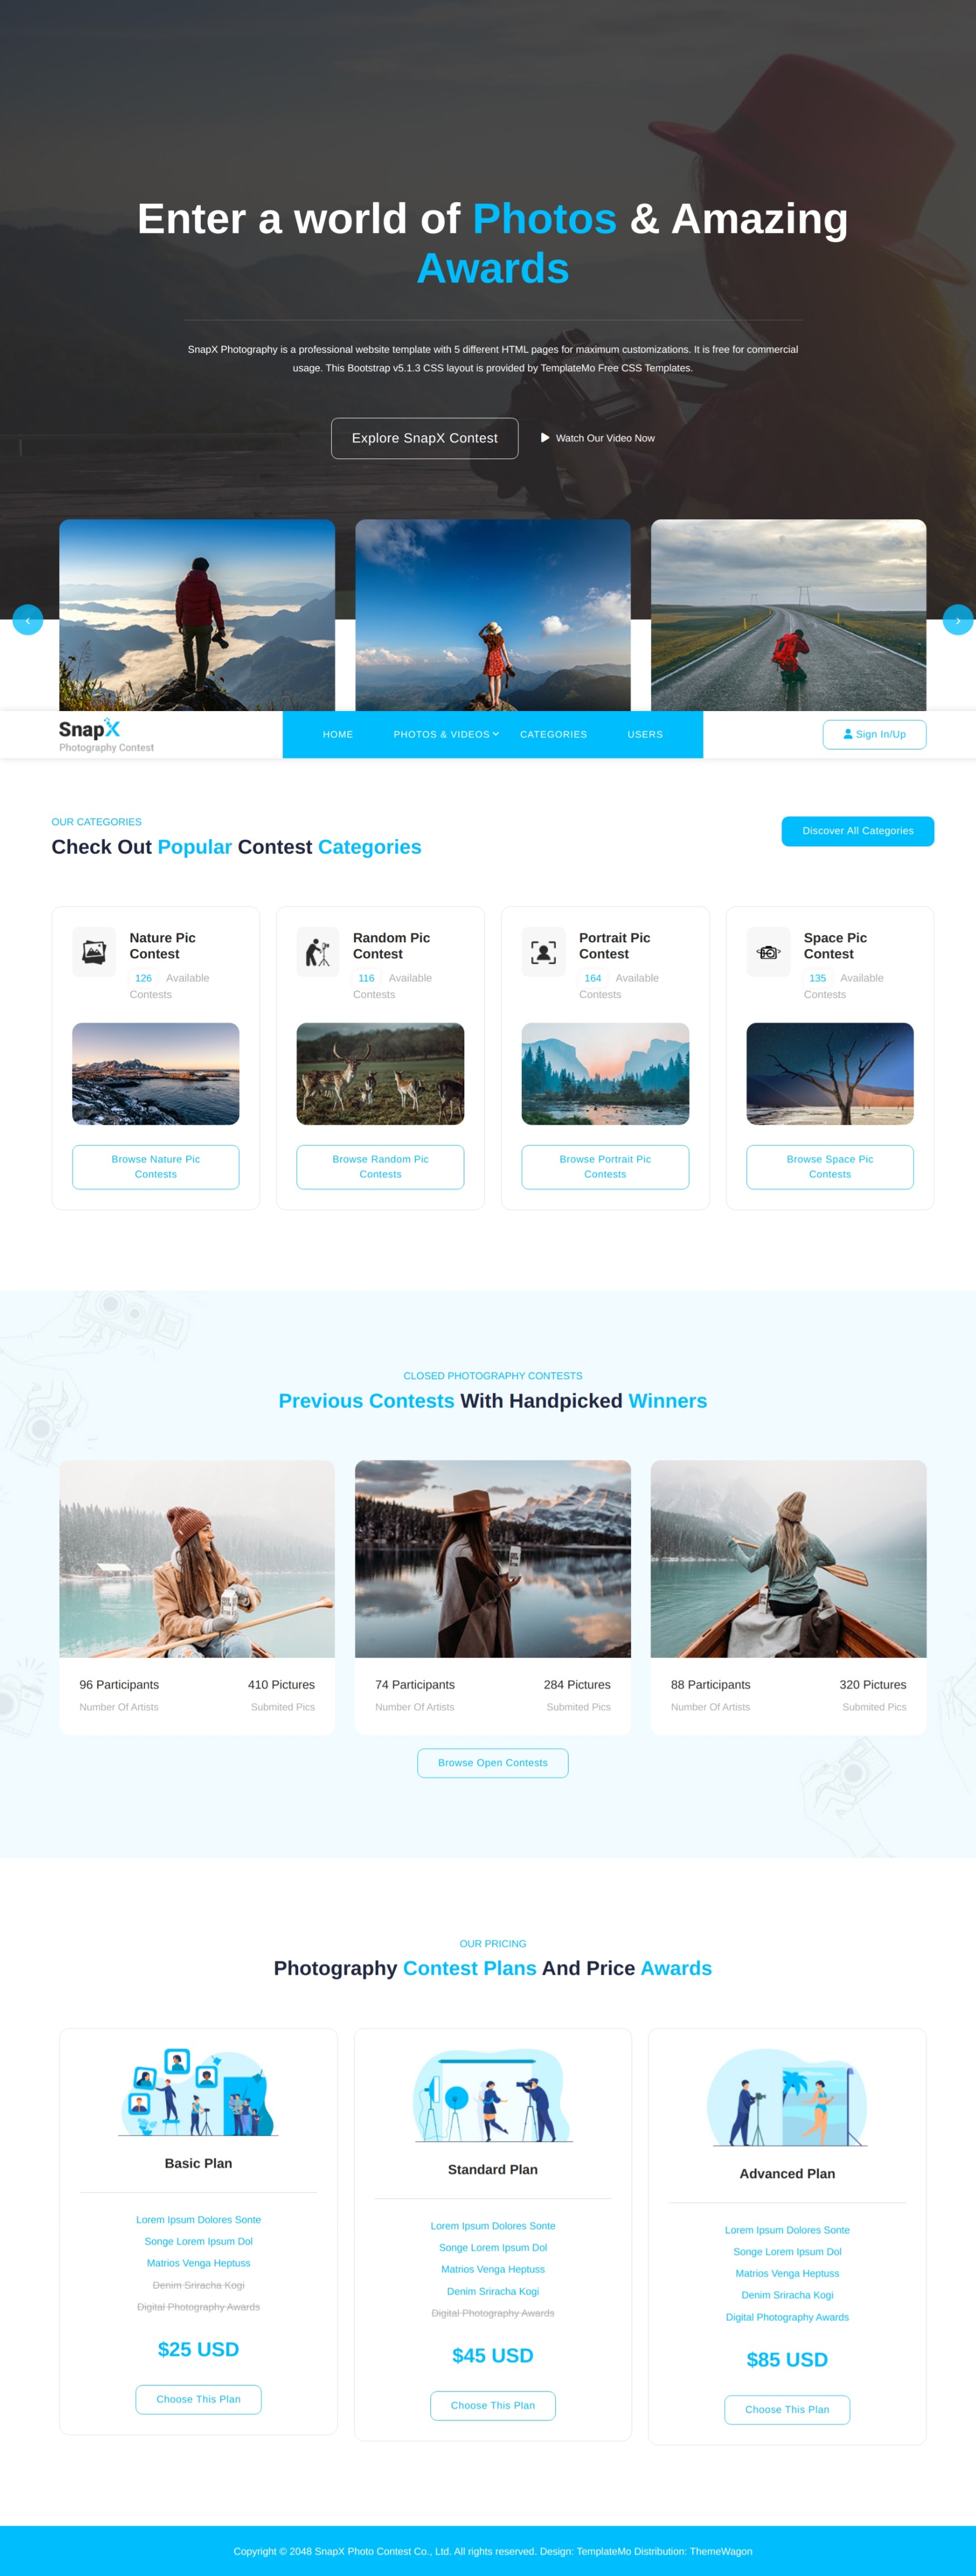 Enter a world of Photos & Amazing
Awards
SnapX Photography is a professional website template with 5 different HTML pages for maximum customizations. It is free for commercial
usage. This Bootstrap v5.1.3 CSS layout is provided by TemplateMo Free CSS Templates.
Explore SnapX Contest
Watch Our Video Now
SnapX
Photography Contest
HOME
PHOTOS & VIDEOS
CATEGORIES
USERS
Sign In/Up
OUR CATEGORIES
Check Out Popular Contest Categories
Discover All Categories
Nature Pic
Contest
126 Available
Contests
Browse Nature Pic
Contests
Random Pic
Contest
116 Available
Contests
Browse Random Pic
Contests
Portrait Pic
Contest
164 Available
Contests
Browse Portrait Pic
Contests
Space Pic
Contest
135 Available
Contests
Browse Space Pic
Contests
CLOSED PHOTOGRAPHY CONTESTS
Previous Contests With Handpicked Winners
96 Participants
Number Of Artists
410 Pictures
Submited Pics
74 Participants
Number Of Artists
284 Pictures
Submited Pics
88 Participants
Number Of Artists
320 Pictures
Submited Pics
Browse Open Contests
OUR PRICING
Photography Contest Plans And Price Awards
Basic Plan
Lorem Ipsum Dolores Sonte
Songe Lorem Ipsum Dol
Matrios Venga Heptuss
Denim Sriracha Kogi
Digital Photography Awards
$25 USD
Choose This Plan
Standard Plan
Lorem Ipsum Dolores Sonte
Songe Lorem Ipsum Dol
Matrios Venga Heptuss
Denim Sriracha Kogi
Digital Photography Awards
$45 USD
Choose This Plan
Advanced Plan
Lorem Ipsum Dolores Sonte
Songe Lorem Ipsum Dol
Matrios Venga Heptuss
Denim Sriracha Kogi
Digital Photography Awards
$85 USD
Choose This Plan
Copyright © 2048 SnapX Photo Contest Co., Ltd. All rights reserved. Design: TemplateMo Distribution: ThemeWagon